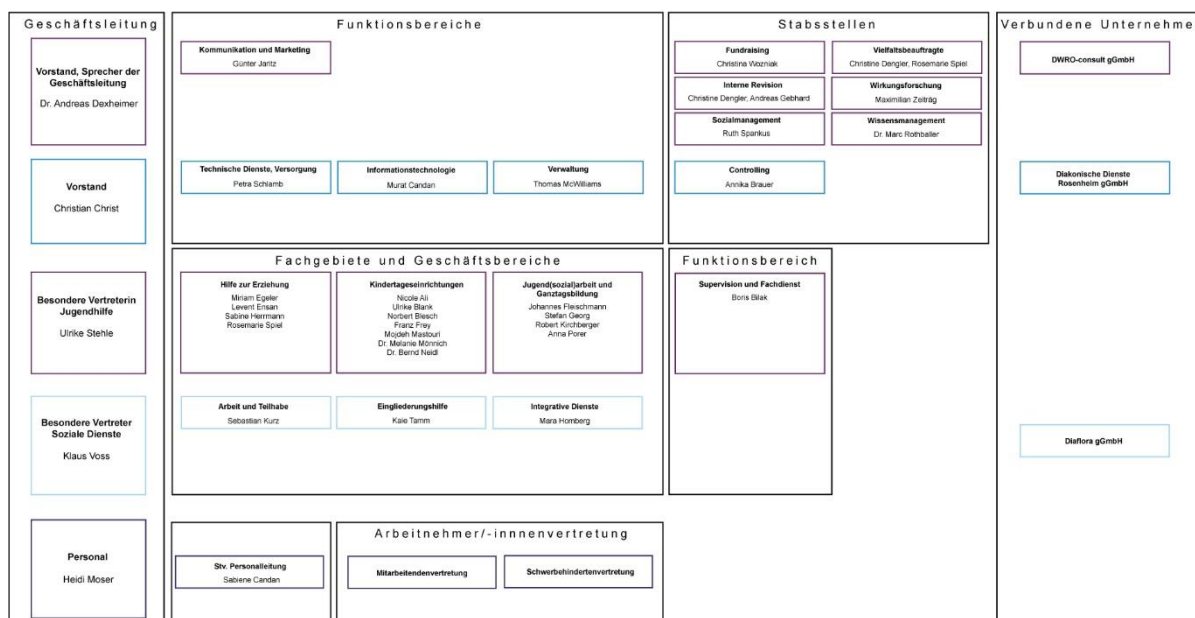 Geschäftsleitung
Vorstand, Sprecher der
Geschäftsleitung
Dr. Andreas Dexheimer
Vorstand
Christian Christ
Besondere Vertreterin
Jugendhilfe
Ulrike Stehle
Besondere Vertreter
Soziale Dienste
Klaus Voss
Personal
Heidi Moser
Funktionsbereiche
Kommunikation und Marketing
Günter Jaritz
Technische Dienste, Versorgung
Petra Schlamb
Informationstechnologie
Murat Candan
Verwaltung
Thomas McWilliams
Stabsstellen
Fundraising
Christina Wozniak
Vielfaltsbeauftragte
Christine Dengler, Rosemarie Spiel
Interne Revision
Christine Dengler, Andreas Gebhard
Wirkungsforschung
Maximilian Zeiträg
Sozialmanagement
Ruth Spankus
Wissensmanagement
Dr. Marc Rothballer
Controlling
Annika Brauer
Fachgebiete und Geschäftsbereiche
Hilfe zur Erziehung
Miriam Egeler
Levent Ensan
Sabine Herrmann
Rosemarie Spiel
Kindertageseinrichtungen
Nicole Ali
Ulrike Blank
Norbert Blesch
Franz Frey
Mojdeh Mastouri
Dr. Melanie Mönnich
Dr. Bernd Neidl
Jugend(sozial)arbeit und
Ganztagsbildung
Johannes Fleischmann
Stefan Georg
Robert Kirchberger
Anna Porer
Arbeit und Teilhabe
Sebastian Kurz
Eingliederungshilfe
Kaie Tamm
Integrative Dienste
Mara Hornberg
Funktionsbereich
Supervision und Fachdienst
Boris Bilak
Stv. Personalleitung
Sabiene Candan
Arbeitnehmer/-innnenvertretung
Mitarbeitendenvertretung
Schwerbehindertenvertretung
Verbundene Unternehme
DWRO-consult gGmbH
Diakonische Dienste
Rosenheim gGmbH
Diaflora gGmbH